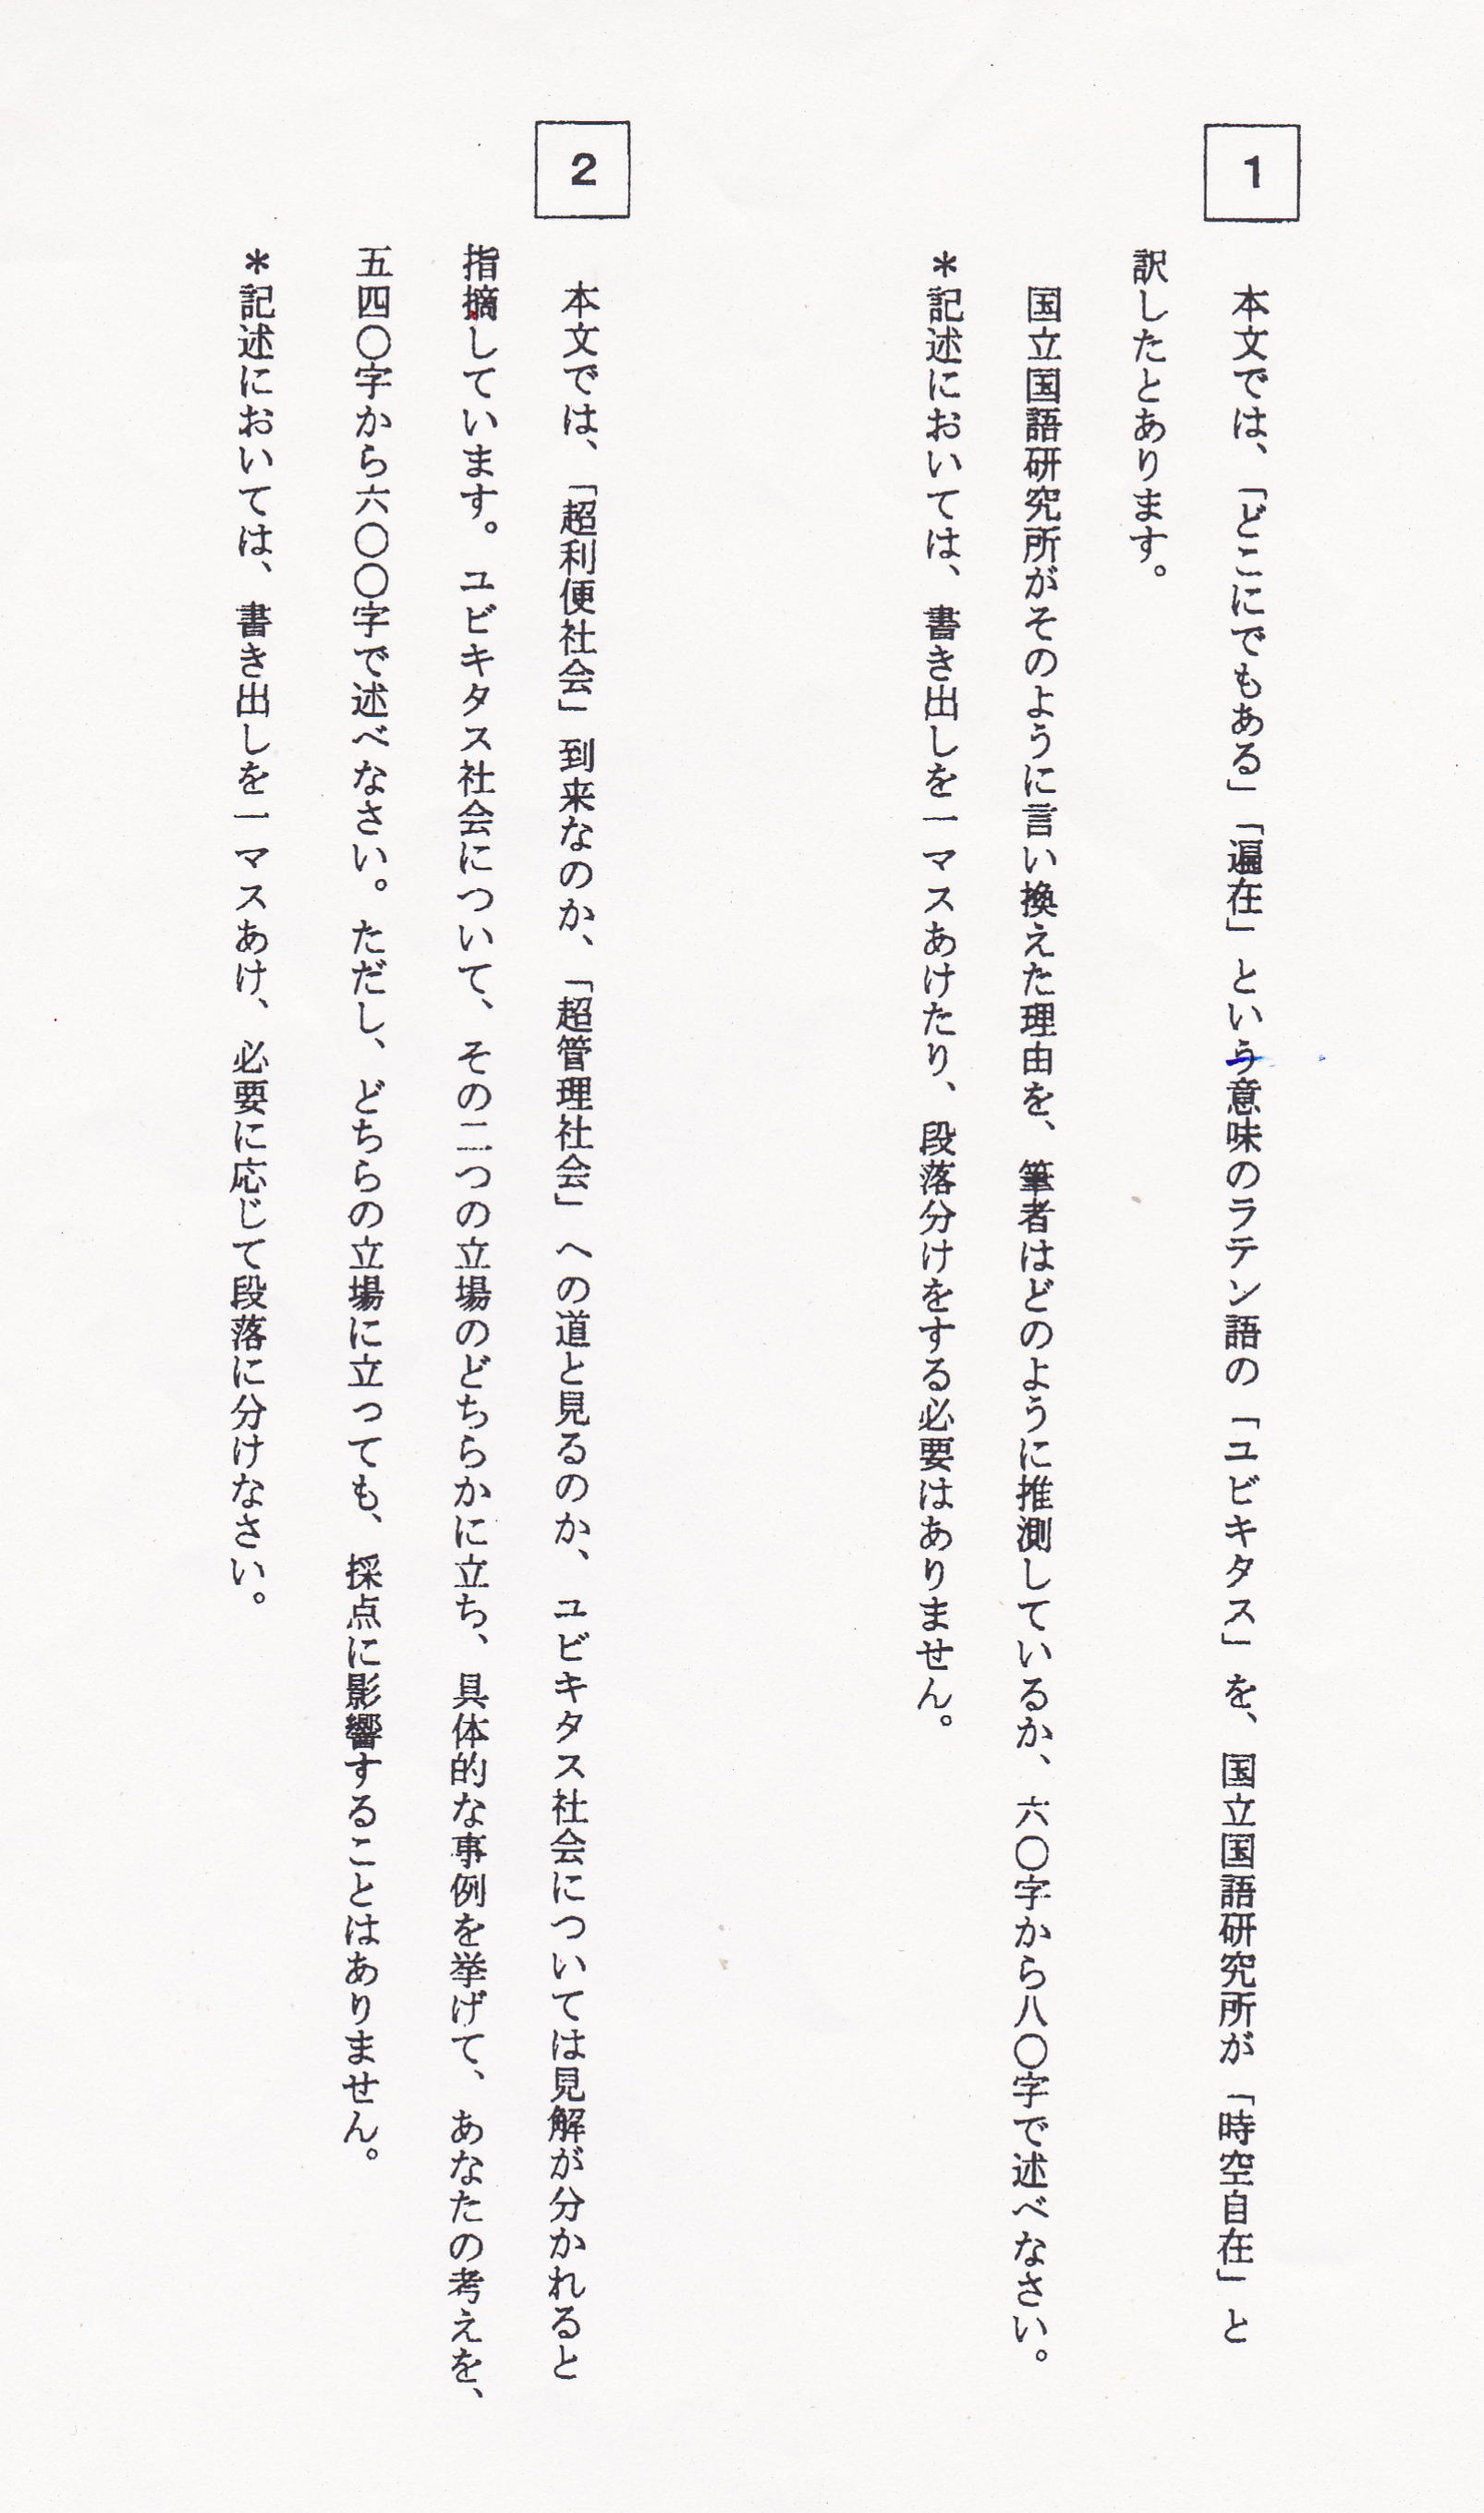 1
本文では、「どこにでもある」「遍在」という意味のラテン語の「ユビキタス」を、国立国語研究所が「時空自在」と
訳したとあります。
国立国語研究所がそのように言い換えた理由を、筆者はどのように推測しているか、六〇字から八〇字で述べなさい。
＊記述においては、書き出しを一マスあけたり、段落分けをする必要はありません。
2
本文では、「超利便社会」到来なのか、「超管理社会」への道と見るのか、ユビキタス社会については見解が分かれると
指摘しています。ユビキタス社会について、その二つの立場のどちらかに立ち、具体的な事例を挙げて、あなたの考えを、
五四〇字から六〇〇字で述べなさい。ただし、どちらの立場に立っても、採点に影響することはありません。
＊記述においては、書き出しを一マスあけ、必要に応じて段落に分けなさい。